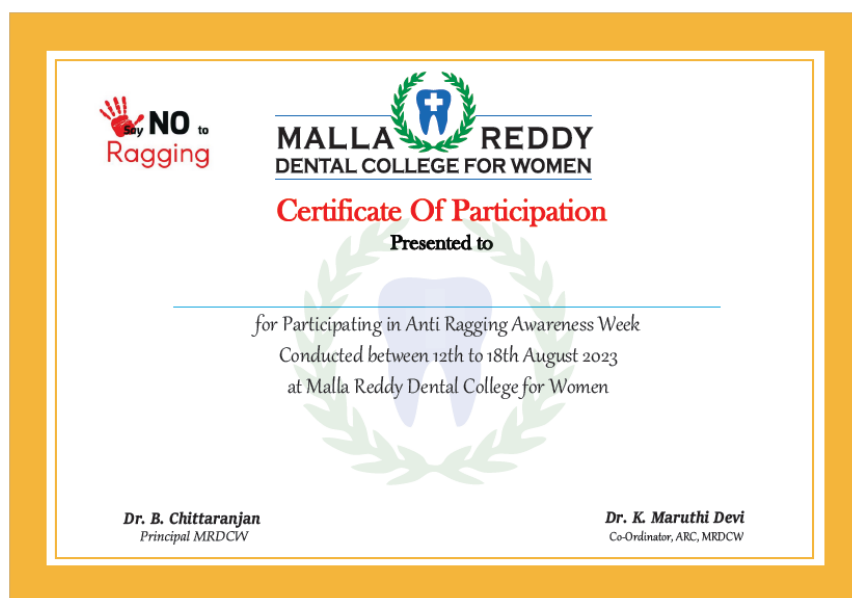 Say NO to
Ragging
MALLA REDDY
DENTAL COLLEGE FOR WOMEN
Certificate Of Participation
Presented to
for Participating in Anti Ragging Awareness Week
Conducted between 12th to 18th August 2023
at Malla Reddy Dental College for Women
Dr. B. Chittaranjan
Principal MRDCW
Dr. K. Maruthi Devi
Co-Ordinator, ARC, MRDCW